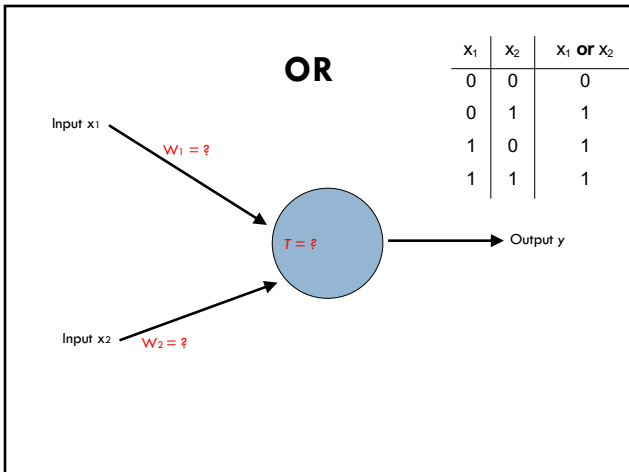 OR
x₁ x₂ x₁ or x₂
0 0 0
0 1 1
1 0 1
1 1 1
Input x₁
W₁ = ?
T = ?
Output y
Input x₂
W₂ = ?